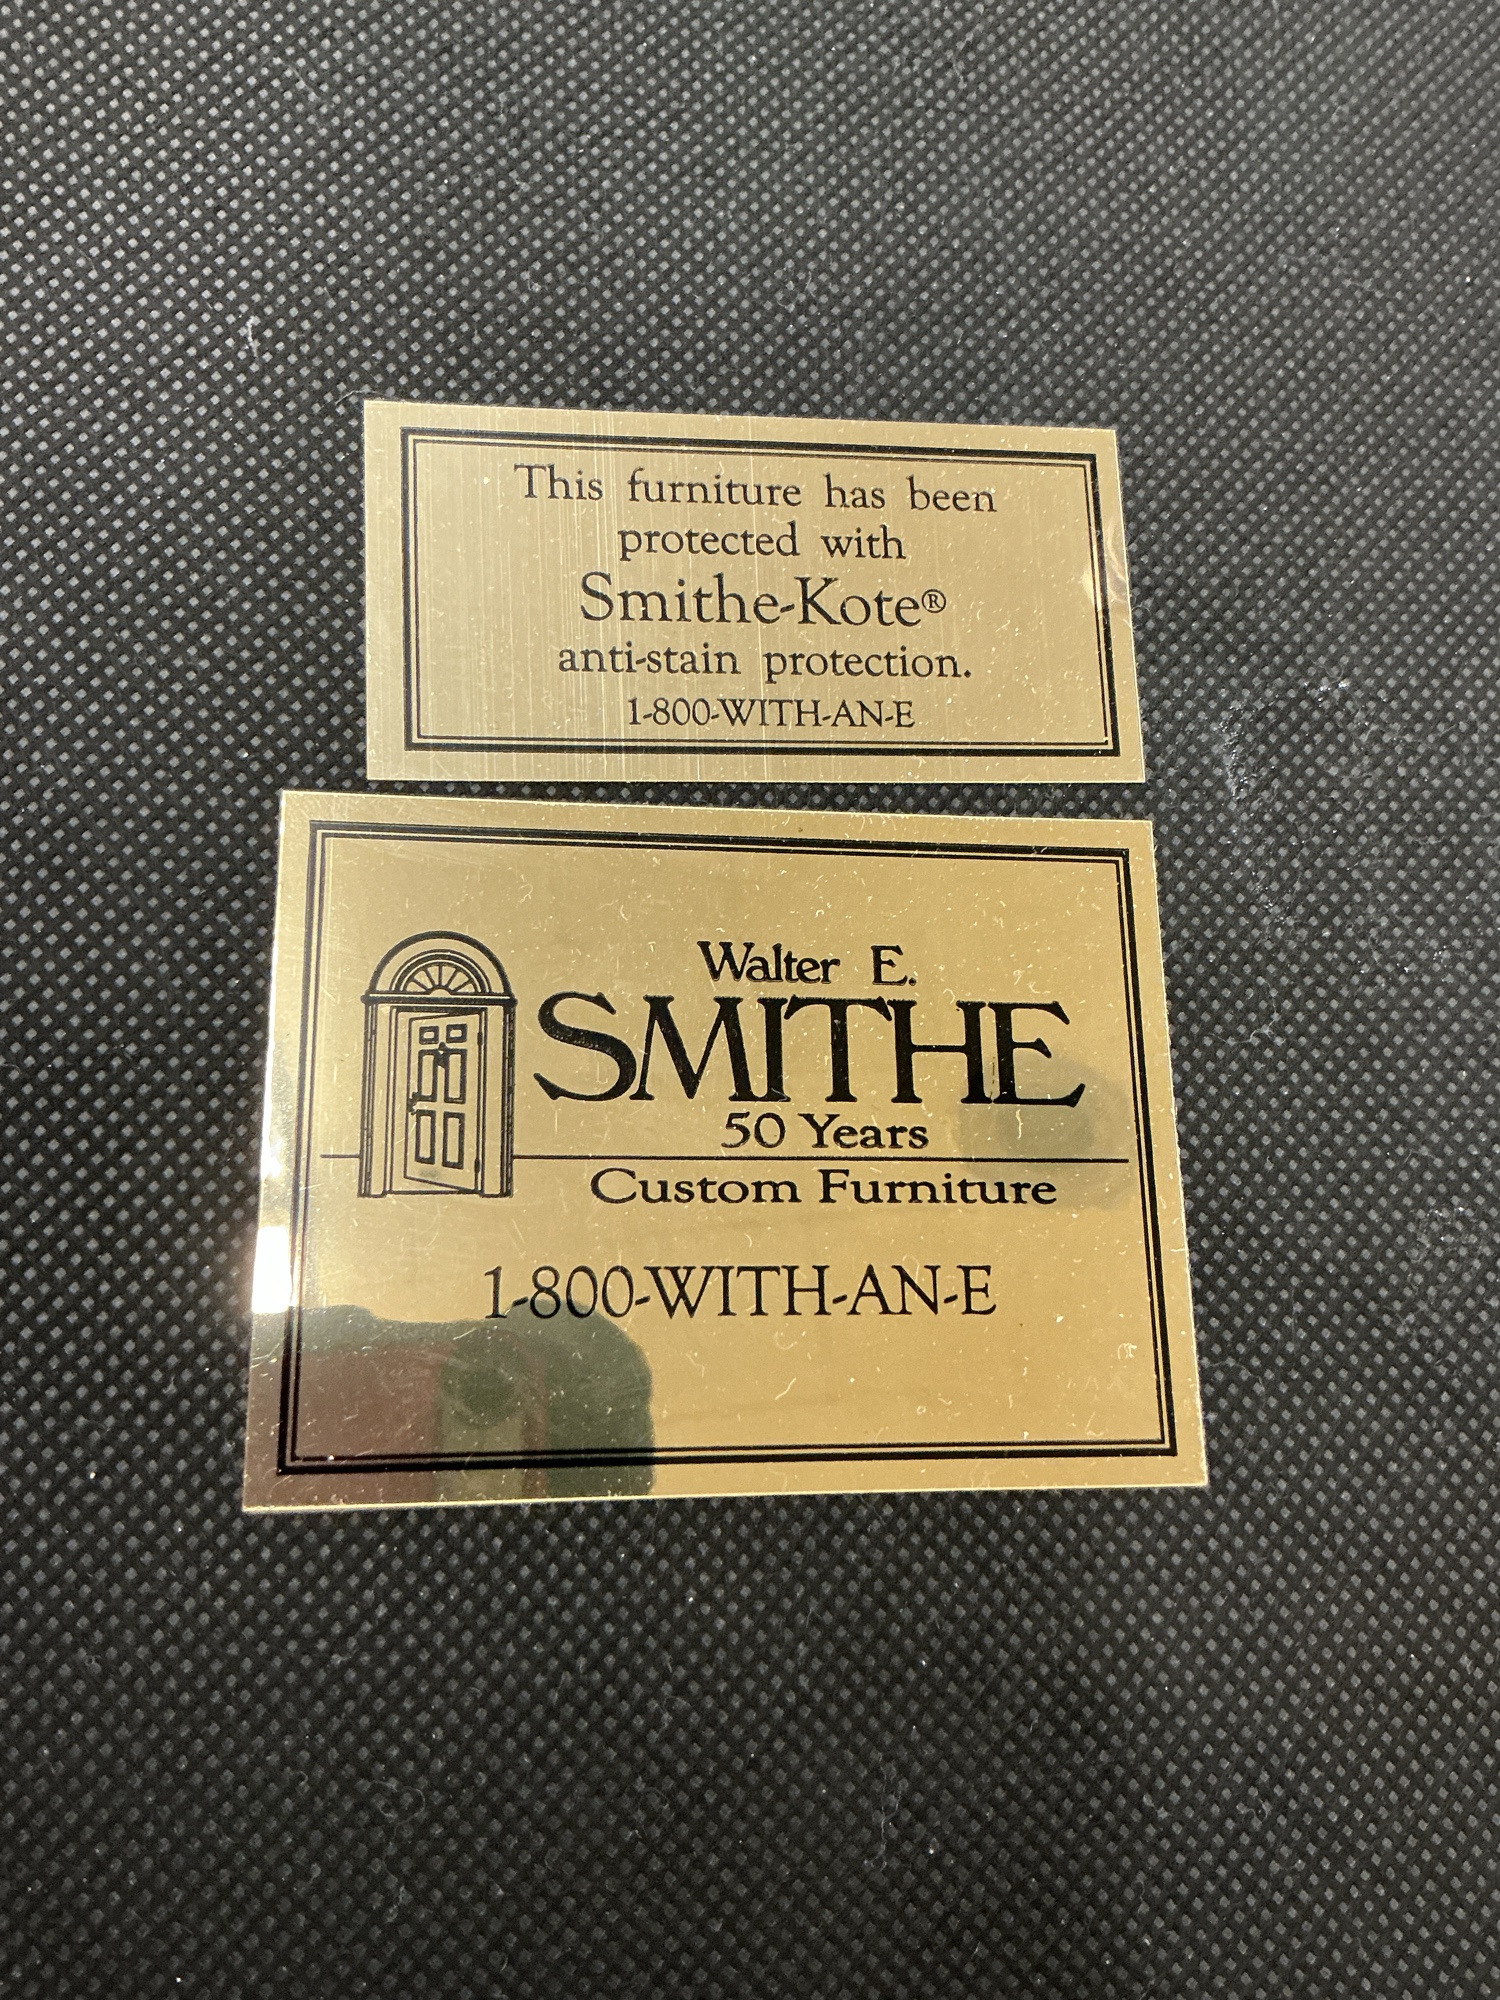 This furniture has been
protected with
Smithe-Kote®
anti-stain protection.
1-800-WITH-AN-E
Walter E.
SMITHE
50 Years
Custom Furniture
1-800-WITH-AN-E